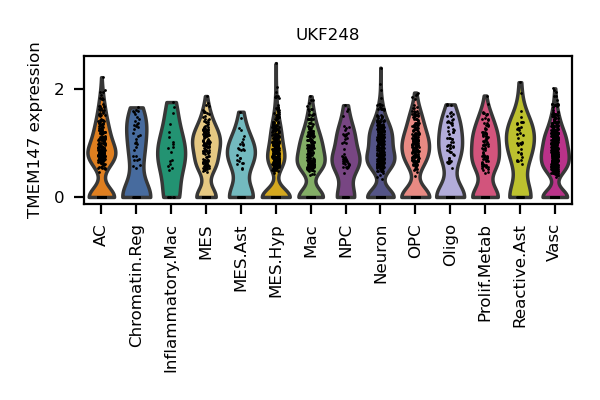 UKF248
TMEM147 expression
2
0
AC
Chromatin.Reg
Inflammatory.Mac
MES
MES.Ast
MES.Hyp
Mac
NPC
Neuron
OPC
Oligo
Prolif.Metab
Reactive.Ast
Vasc